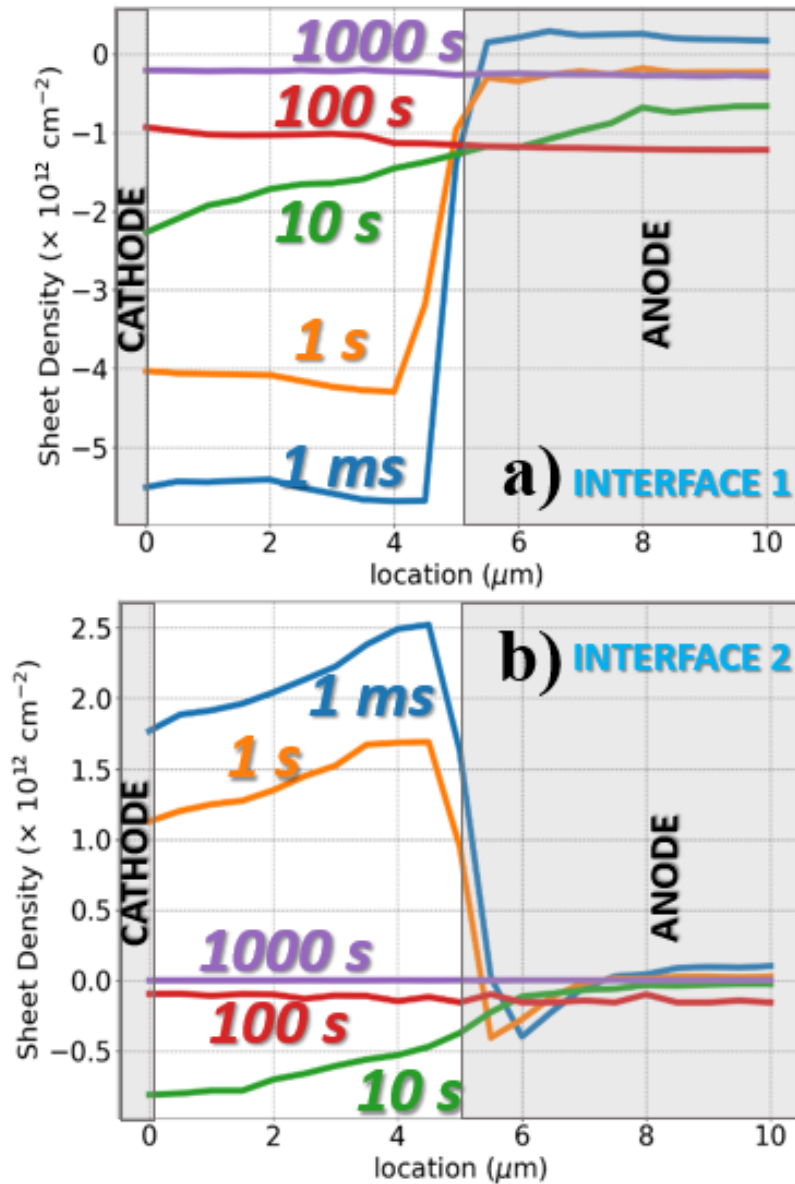 0
−1
−2
−3
−4
−5
Sheet Density (× 10¹² cm⁻²)
1000 s
100 s
10 s
1 s
1 ms
CATHODE
ANODE
a) INTERFACE 1
0 2 4 6 8 10
location (μm)
2.5
2.0
1.5
1.0
0.5
0.0
−0.5
Sheet Density (× 10¹² cm⁻²)
b) INTERFACE 2
1 ms
1 s
CATHODE
ANODE
1000 s
100 s
10 s
0 2 4 6 8 10
location (μm)